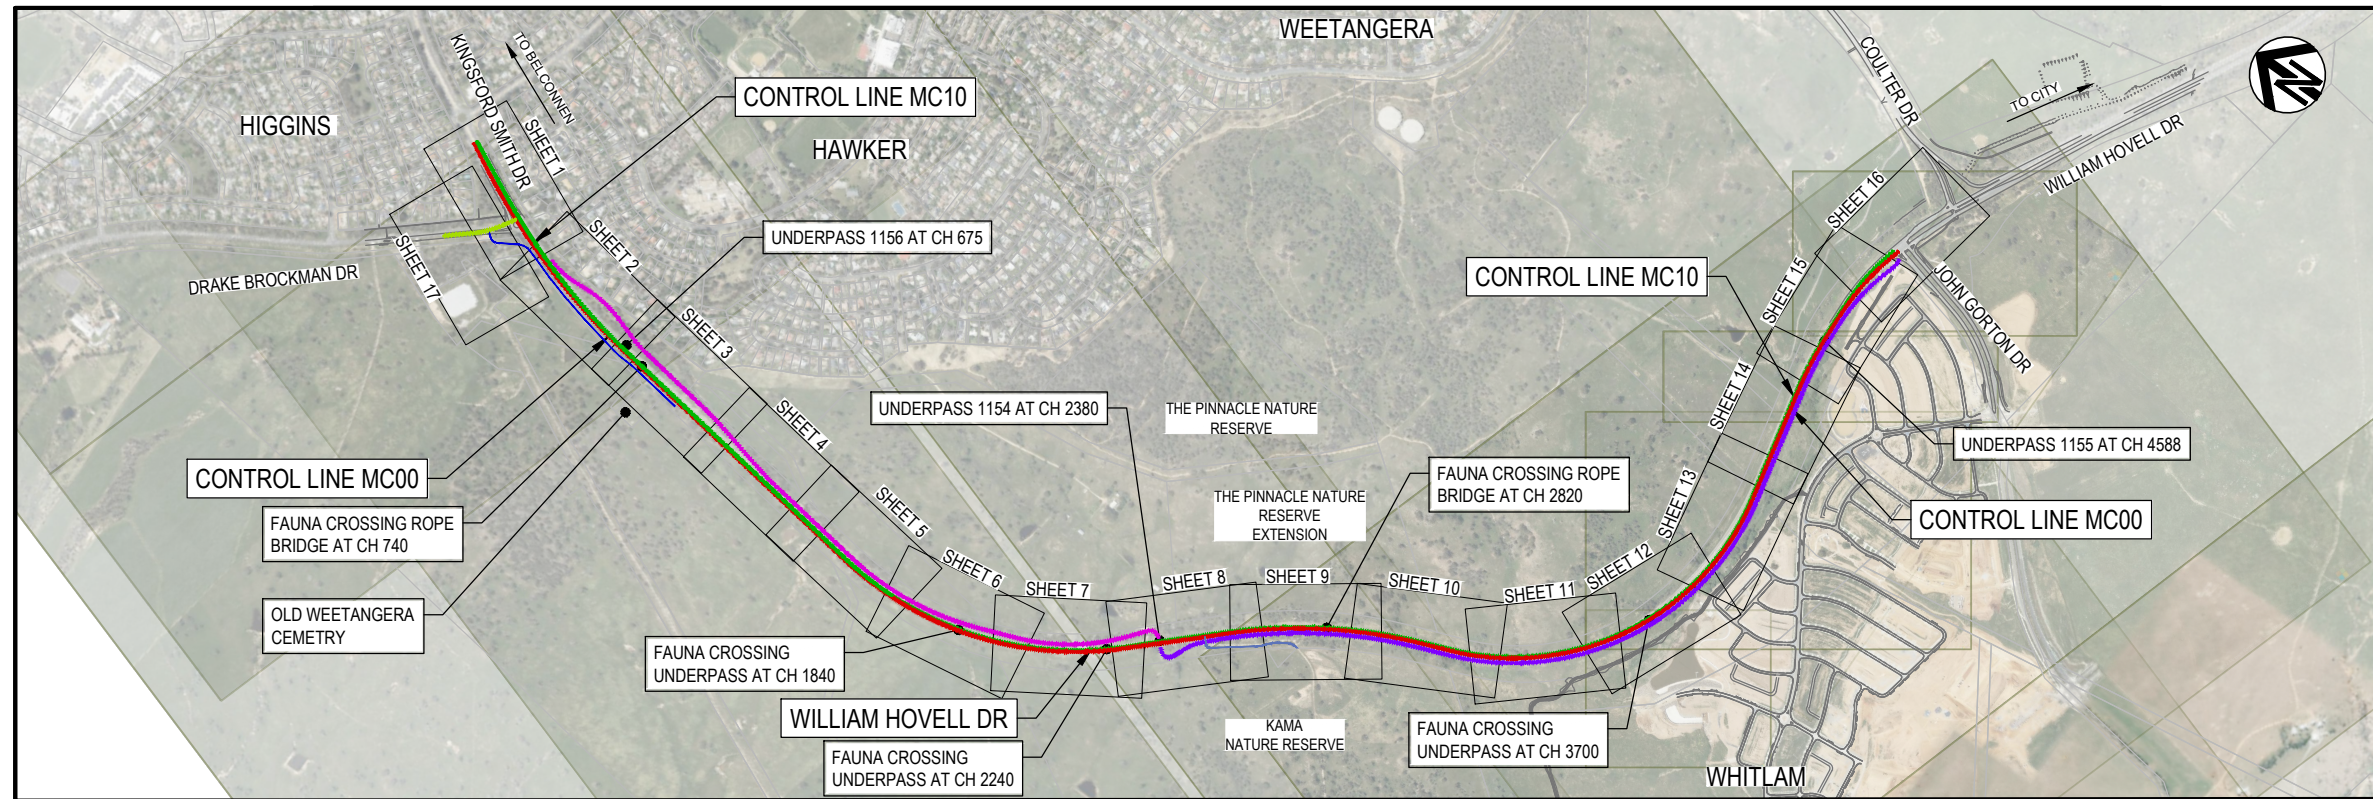 WEETANGERA
KINGSFORD SMITH DR
TO BELCONNEN
COULTER DR
CONTROL LINE MC10
TO CITY
HIGGINS
SHEET 1
HAWKER
WILLIAM HOVELL DR
SHEET 16
UNDERPASS 1156 AT CH 675
SHEET 2
SHEET 17
DRAKE BROCKMAN DR
CONTROL LINE MC10
SHEET 15
JOHN GORTON DR
SHEET 3
SHEET 14
UNDERPASS 1154 AT CH 2380
THE PINNACLE NATURE
RESERVE
SHEET 4
UNDERPASS 1155 AT CH 4588
CONTROL LINE MC00
FAUNA CROSSING ROPE
BRIDGE AT CH 2820
SHEET 13
THE PINNACLE NATURE
RESERVE
EXTENSION
SHEET 5
CONTROL LINE MC00
FAUNA CROSSING ROPE
BRIDGE AT CH 740
SHEET 6
SHEET 7
SHEET 8
SHEET 9
SHEET 10
SHEET 11
SHEET 12
OLD WEETANGERA
CEMETRY
FAUNA CROSSING
UNDERPASS AT CH 1840
WILLIAM HOVELL DR
KAMA
NATURE RESERVE
FAUNA CROSSING
UNDERPASS AT CH 3700
FAUNA CROSSING
UNDERPASS AT CH 2240
WHITLAM